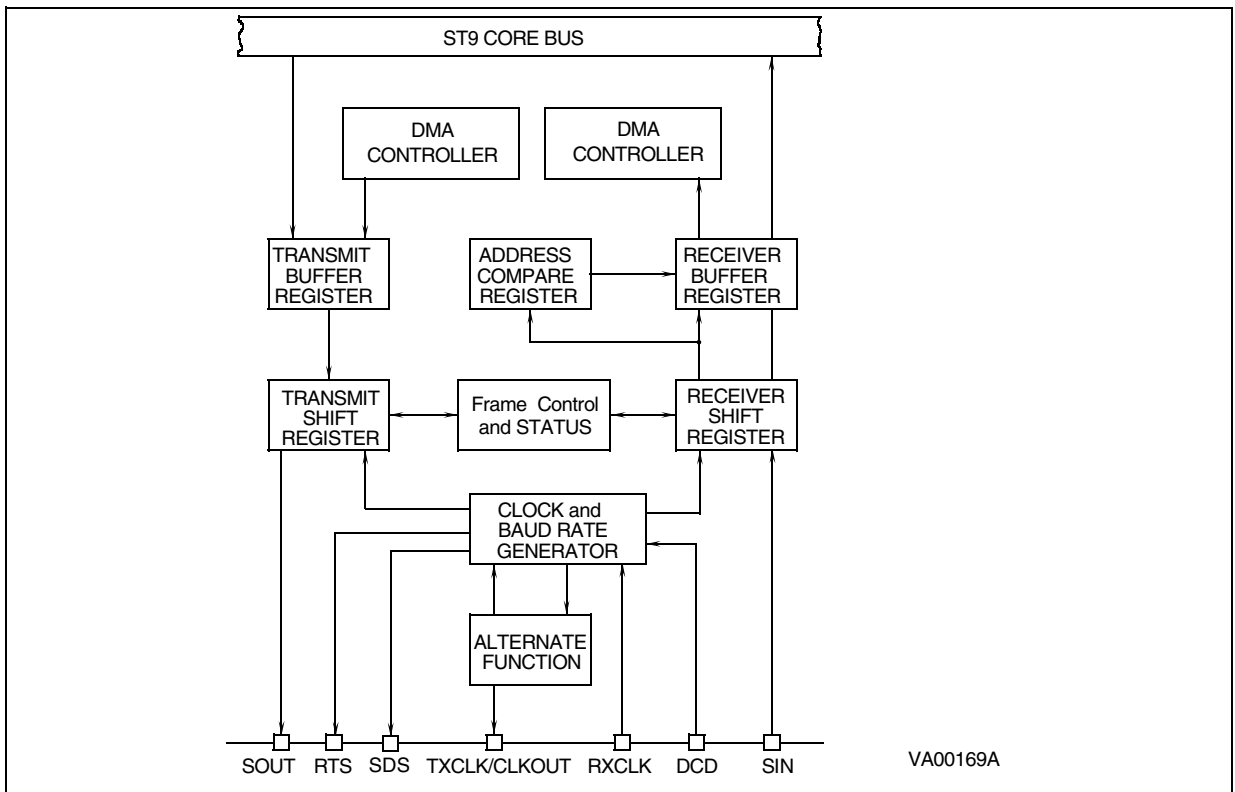 ST9 CORE BUS
DMA
CONTROLLER
DMA
CONTROLLER
TRANSMIT
BUFFER
REGISTER
ADDRESS
COMPARE
REGISTER
RECEIVER
BUFFER
REGISTER
TRANSMIT
SHIFT
REGISTER
Frame Control
and STATUS
RECEIVER
SHIFT
REGISTER
CLOCK and
BAUD RATE
GENERATOR
ALTERNATE
FUNCTION
SOUT RTS SDS TXCLK/CLKOUT RXCLK DCD SIN
VA00169A